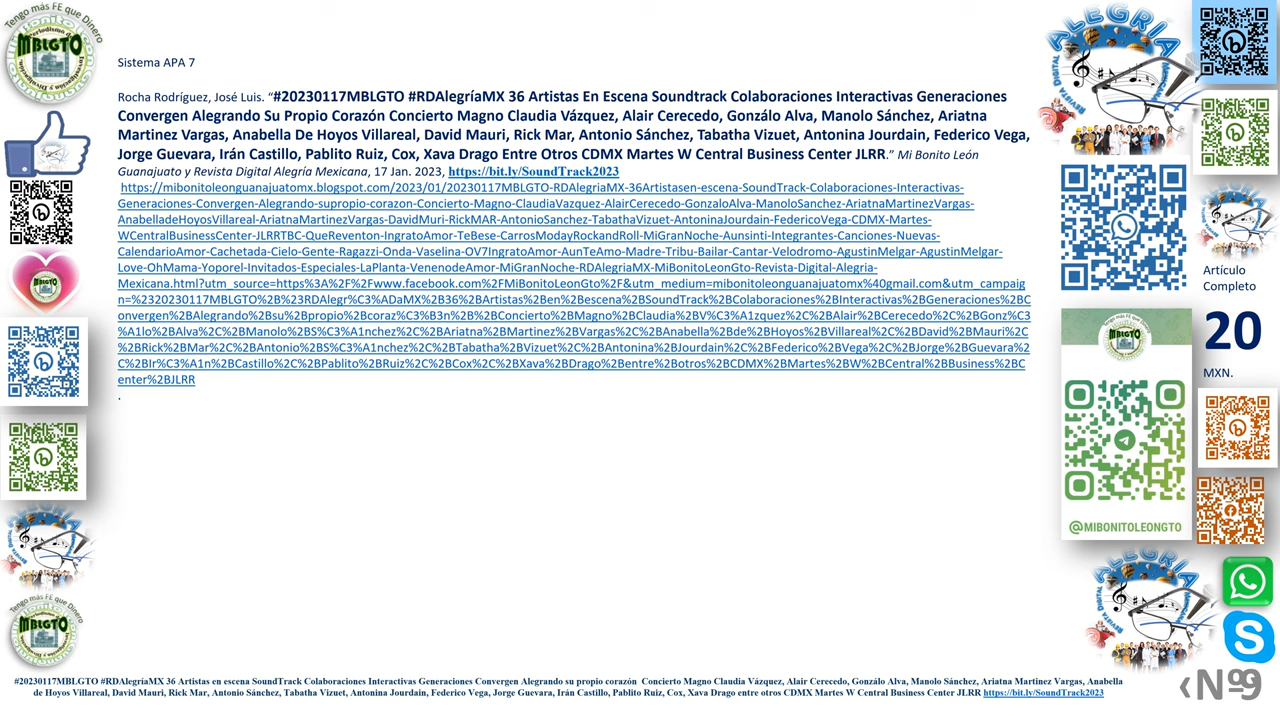 Tengo más FE que Dinero
MBLGTO
Sistema APA 7
Rocha Rodríguez, José Luis. “#20230117MBLGTO #RDAlegríaMX 36 Artistas En Escena Soundtrack Colaboraciones Interactivas Generaciones
Convergen Alegrando Su Propio Corazón Concierto Magno Claudia Vázquez, Alair Cerecedo, Gonzálo Alva, Manolo Sánchez, Ariatna
Martinez Vargas, Anabella De Hoyos Villareal, David Mauri, Rick Mar, Antonio Sánchez, Tabatha Vizuet, Antonina Jourdain, Federico Vega,
Jorge Guevara, Irán Castillo, Pablito Ruiz, Cox, Xava Drago Entre Otros CDMX Martes W Central Business Center JLRR.” Mi Bonito León
Guanajuato y Revista Digital Alegría Mexicana, 17 Jan. 2023, https://bit.ly/SoundTrack2023
https://mibonitoleonguanajuatomx.blogspot.com/2023/01/20230117MBLGTO-RDAlegriaMX-36Artistasen-escena-SoundTrack-Colaboraciones-Interactivas-
Generaciones-Convergen-Alegrando-supropio-corazon-Concierto-Magno-ClaudiaVazquez-AlairCerecedo-GonzaloAlva-ManoloSanchez-AriatnaMartinezVargas-
AnabelladeHoyosVillareal-AriatnaMartinezVargas-DavidMuri-RickMAR-AntonioSanchez-TabathaVizuet-AntoninaJourdain-FedericoVega-CDMX-Martes-
WCentralBusinessCenter-JLRRTBC-QueReventon-IngratoAmor-TeBese-CarrosModayRockandRoll-MiGranNoche-Aunsinti-Integrantes-Canciones-Nuevas-
CalendarioAmor-Cachetada-Cielo-Gente-Ragazzi-Onda-Vaselina-OV7IngratoAmor-AunTeAmo-Madre-Tribu-Bailar-Cantar-Velodromo-AgustinMelgar-AgustinMelgar-
Love-OhMama-Yoporel-Invitados-Especiales-LaPlanta-VenenodeAmor-MiGranNoche-RDAlegriaMX-MiBonitoLeonGto-Revista-Digital-Alegria-
Mexicana.html?utm_source=https%3A%2F%2Fwww.facebook.com%2FMiBonitoLeonGto%2F&utm_medium=mibonitoleonguanajuatomx%40gmail.com&utm_campaig
n=%2320230117MBLGTO%2B%23RDAlegr%C3%ADaMX%2B36%2BArtistas%2Ben%2Bescena%2BSoundTrack%2BColaboraciones%2BInteractivas%2BGeneraciones%2BC
onvergen%2BAlegrando%2Bsu%2Bpropio%2Bcoraz%C3%B3n%2B%2BConcierto%2BMagno%2BClaudia%2BV%C3%A1zquez%2C%2BAlair%2BCerecedo%2C%2BGonz%C3
%A1lo%2BAlva%2C%2BManolo%2BS%C3%A1nchez%2C%2BAriatna%2BMartinez%2BVargas%2C%2BAnabella%2Bde%2BHoyos%2BVillareal%2C%2BDavid%2BMauri%2C
%2BRick%2BMar%2C%2BAntonio%2BS%C3%A1nchez%2C%2BTabatha%2BVizuet%2C%2BAntonina%2BJourdain%2C%2BFederico%2BVega%2C%2BJorge%2BGuevara%2
C%2BIr%C3%A1n%2BCastillo%2C%2BPablito%2BRuiz%2C%2BCox%2C%2BXava%2BDrago%2Bentre%2Botros%2BCDMX%2BMartes%2BW%2BCentral%2BBusiness%2BC
enter%2BJLRR
.
ALEGRIA
REVISTA DIGITAL
MEXICANA
Artículo
Completo
20
MXN.
MBLGTO
@MIBONITOLEONGTO
ALEGRIA
REVISTA DIGITAL
MEXICANA
Tengo más FE que Dinero
MBLGTO
#20230117MBLGTO #RDAlegríaMX 36 Artistas en escena SoundTrack Colaboraciones Interactivas Generaciones Convergen Alegrando su propio corazón Concierto Magno Claudia Vázquez, Alair Cerecedo, Gonzálo Alva, Manolo Sánchez, Ariatna Martinez Vargas, Anabella
de Hoyos Villareal, David Mauri, Rick Mar, Antonio Sánchez, Tabatha Vizuet, Antonina Jourdain, Federico Vega, Jorge Guevara, Irán Castillo, Pablito Ruiz, Cox, Xava Drago entre otros CDMX Martes W Central Business Center JLRR https://bit.ly/SoundTrack2023
‹Nº9